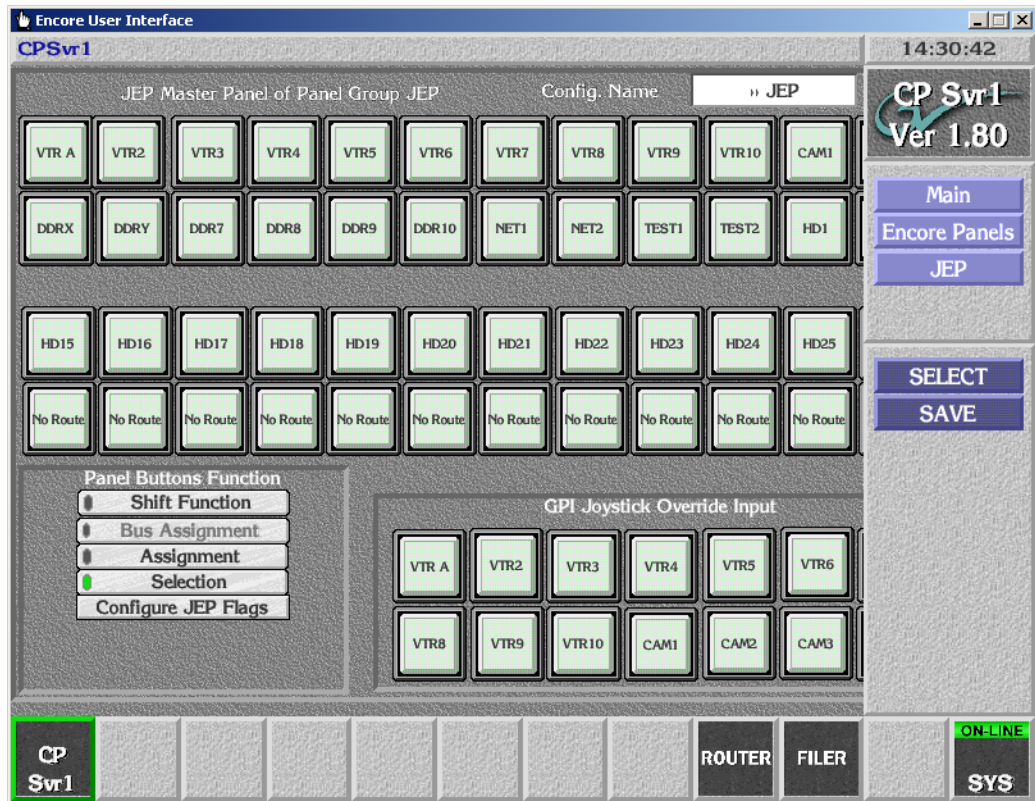 Encore User Interface
CPSvr1
14:30:42
JEP Master Panel of Panel Group JEP
Config. Name
›› JEP
CP Svr1
Ver 1.80
VTR A VTR2 VTR3 VTR4 VTR5 VTR6 VTR7 VTR8 VTR9 VTR10 CAM1
DDRX DDRY DDR7 DDR8 DDR9 DDR10 NET1 NET2 TEST1 TEST2 HD1
HD15 HD16 HD17 HD18 HD19 HD20 HD21 HD22 HD23 HD24 HD25
No Route No Route No Route No Route No Route No Route No Route No Route No Route No Route No Route
Main
Encore Panels
JEP
SELECT
SAVE
Panel Buttons Function
Shift Function
Bus Assignment
Assignment
Selection
Configure JEP Flags
GPI Joystick Override Input
VTR A VTR2 VTR3 VTR4 VTR5 VTR6
VTR8 VTR9 VTR10 CAM1 CAM2 CAM3
CP
Svr1
ROUTER
FILER
ON-LINE
SYS